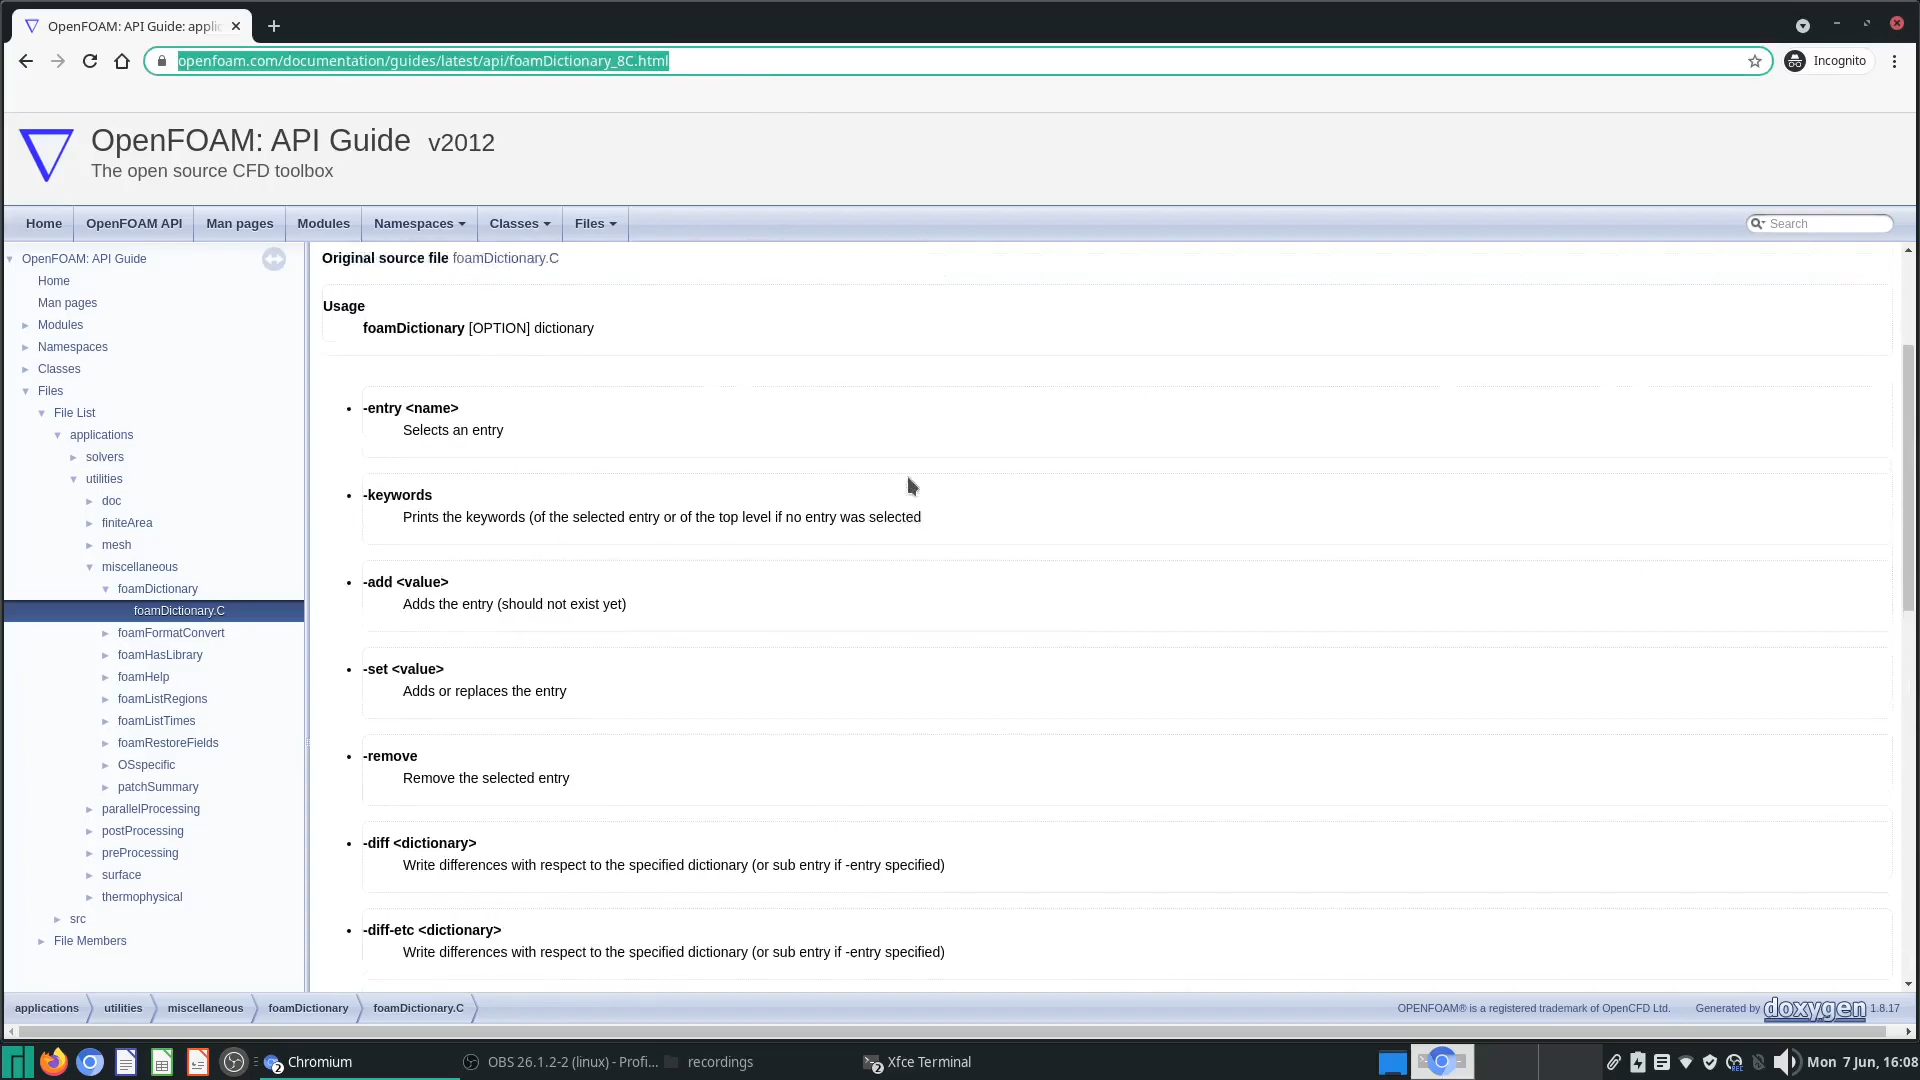 OpenFOAM: API Guide: applic
openfoam.com/documentation/guides/latest/api/foamDictionary_8C.html
Incognito
OpenFOAM: API Guide v2012
The open source CFD toolbox
Home OpenFOAM API Man pages Modules Namespaces Classes Files Search
OpenFOAM: API Guide
Home
Man pages
Modules
Namespaces
Classes
Files
File List
applications
solvers
utilities
doc
finiteArea
mesh
miscellaneous
foamDictionary
foamDictionary.C
foamFormatConvert
foamHasLibrary
foamHelp
foamListRegions
foamListTimes
foamRestoreFields
OSspecific
patchSummary
parallelProcessing
postProcessing
preProcessing
surface
thermophysical
src
File Members
Original source file foamDictionary.C
Usage
foamDictionary [OPTION] dictionary
-entry <name>
Selects an entry
-keywords
Prints the keywords (of the selected entry or of the top level if no entry was selected
-add <value>
Adds the entry (should not exist yet)
-set <value>
Adds or replaces the entry
-remove
Remove the selected entry
-diff <dictionary>
Write differences with respect to the specified dictionary (or sub entry if -entry specified)
-diff-etc <dictionary>
Write differences with respect to the specified dictionary (or sub entry if -entry specified)
applications utilities miscellaneous foamDictionary foamDictionary.C OPENFOAM® is a registered trademark of OpenCFD Ltd. Generated by doxygen 1.8.17
2 Chromium OBS 26.1.2-2 (linux) - Profi... recordings 2 Xfce Terminal REC Mon 7 Jun, 16:08